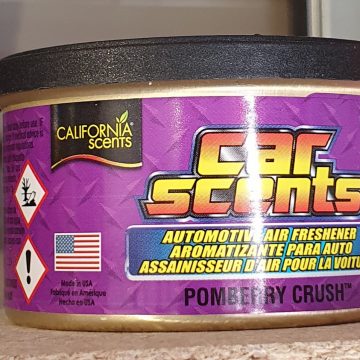 CALIFORNIA
scents
car
scents
AUTOMOTIVE AIR FRESHENER
AROMATIZANTE PARA AUTO
ASSAINISSEUR D'AIR POUR LA VOITU
POMBERRY CRUSH™
Made in USA
Fabriqué en Amérique
Hecho en USA